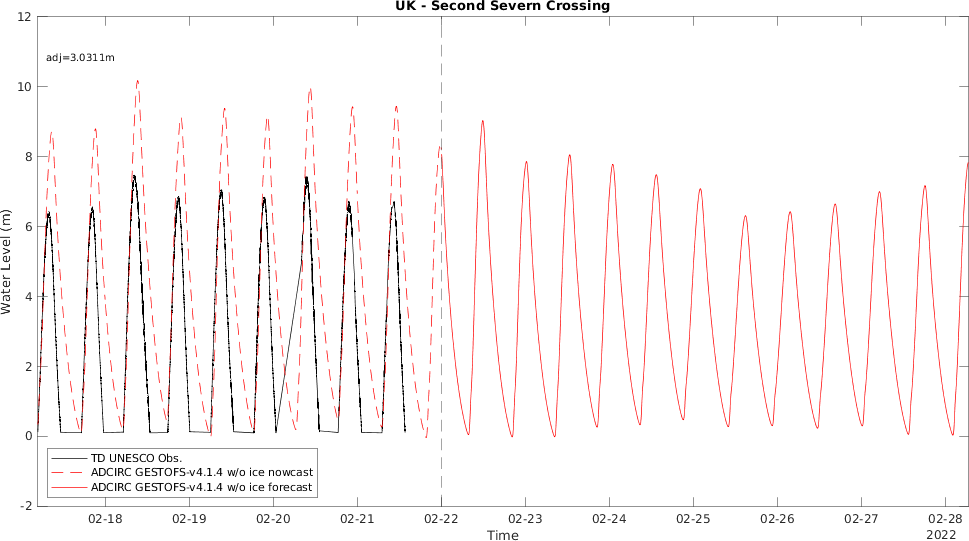 UK - Second Severn Crossing
12
adj=3.0311m
10
8
6
4
2
0
-2
Water Level (m)
TD UNESCO Obs.
ADCIRC GESTOFS-v4.1.4 w/o ice nowcast
ADCIRC GESTOFS-v4.1.4 w/o ice forecast
02-18 02-19 02-20 02-21 02-22 02-23 02-24 02-25 02-26 02-27 02-28
Time 2022